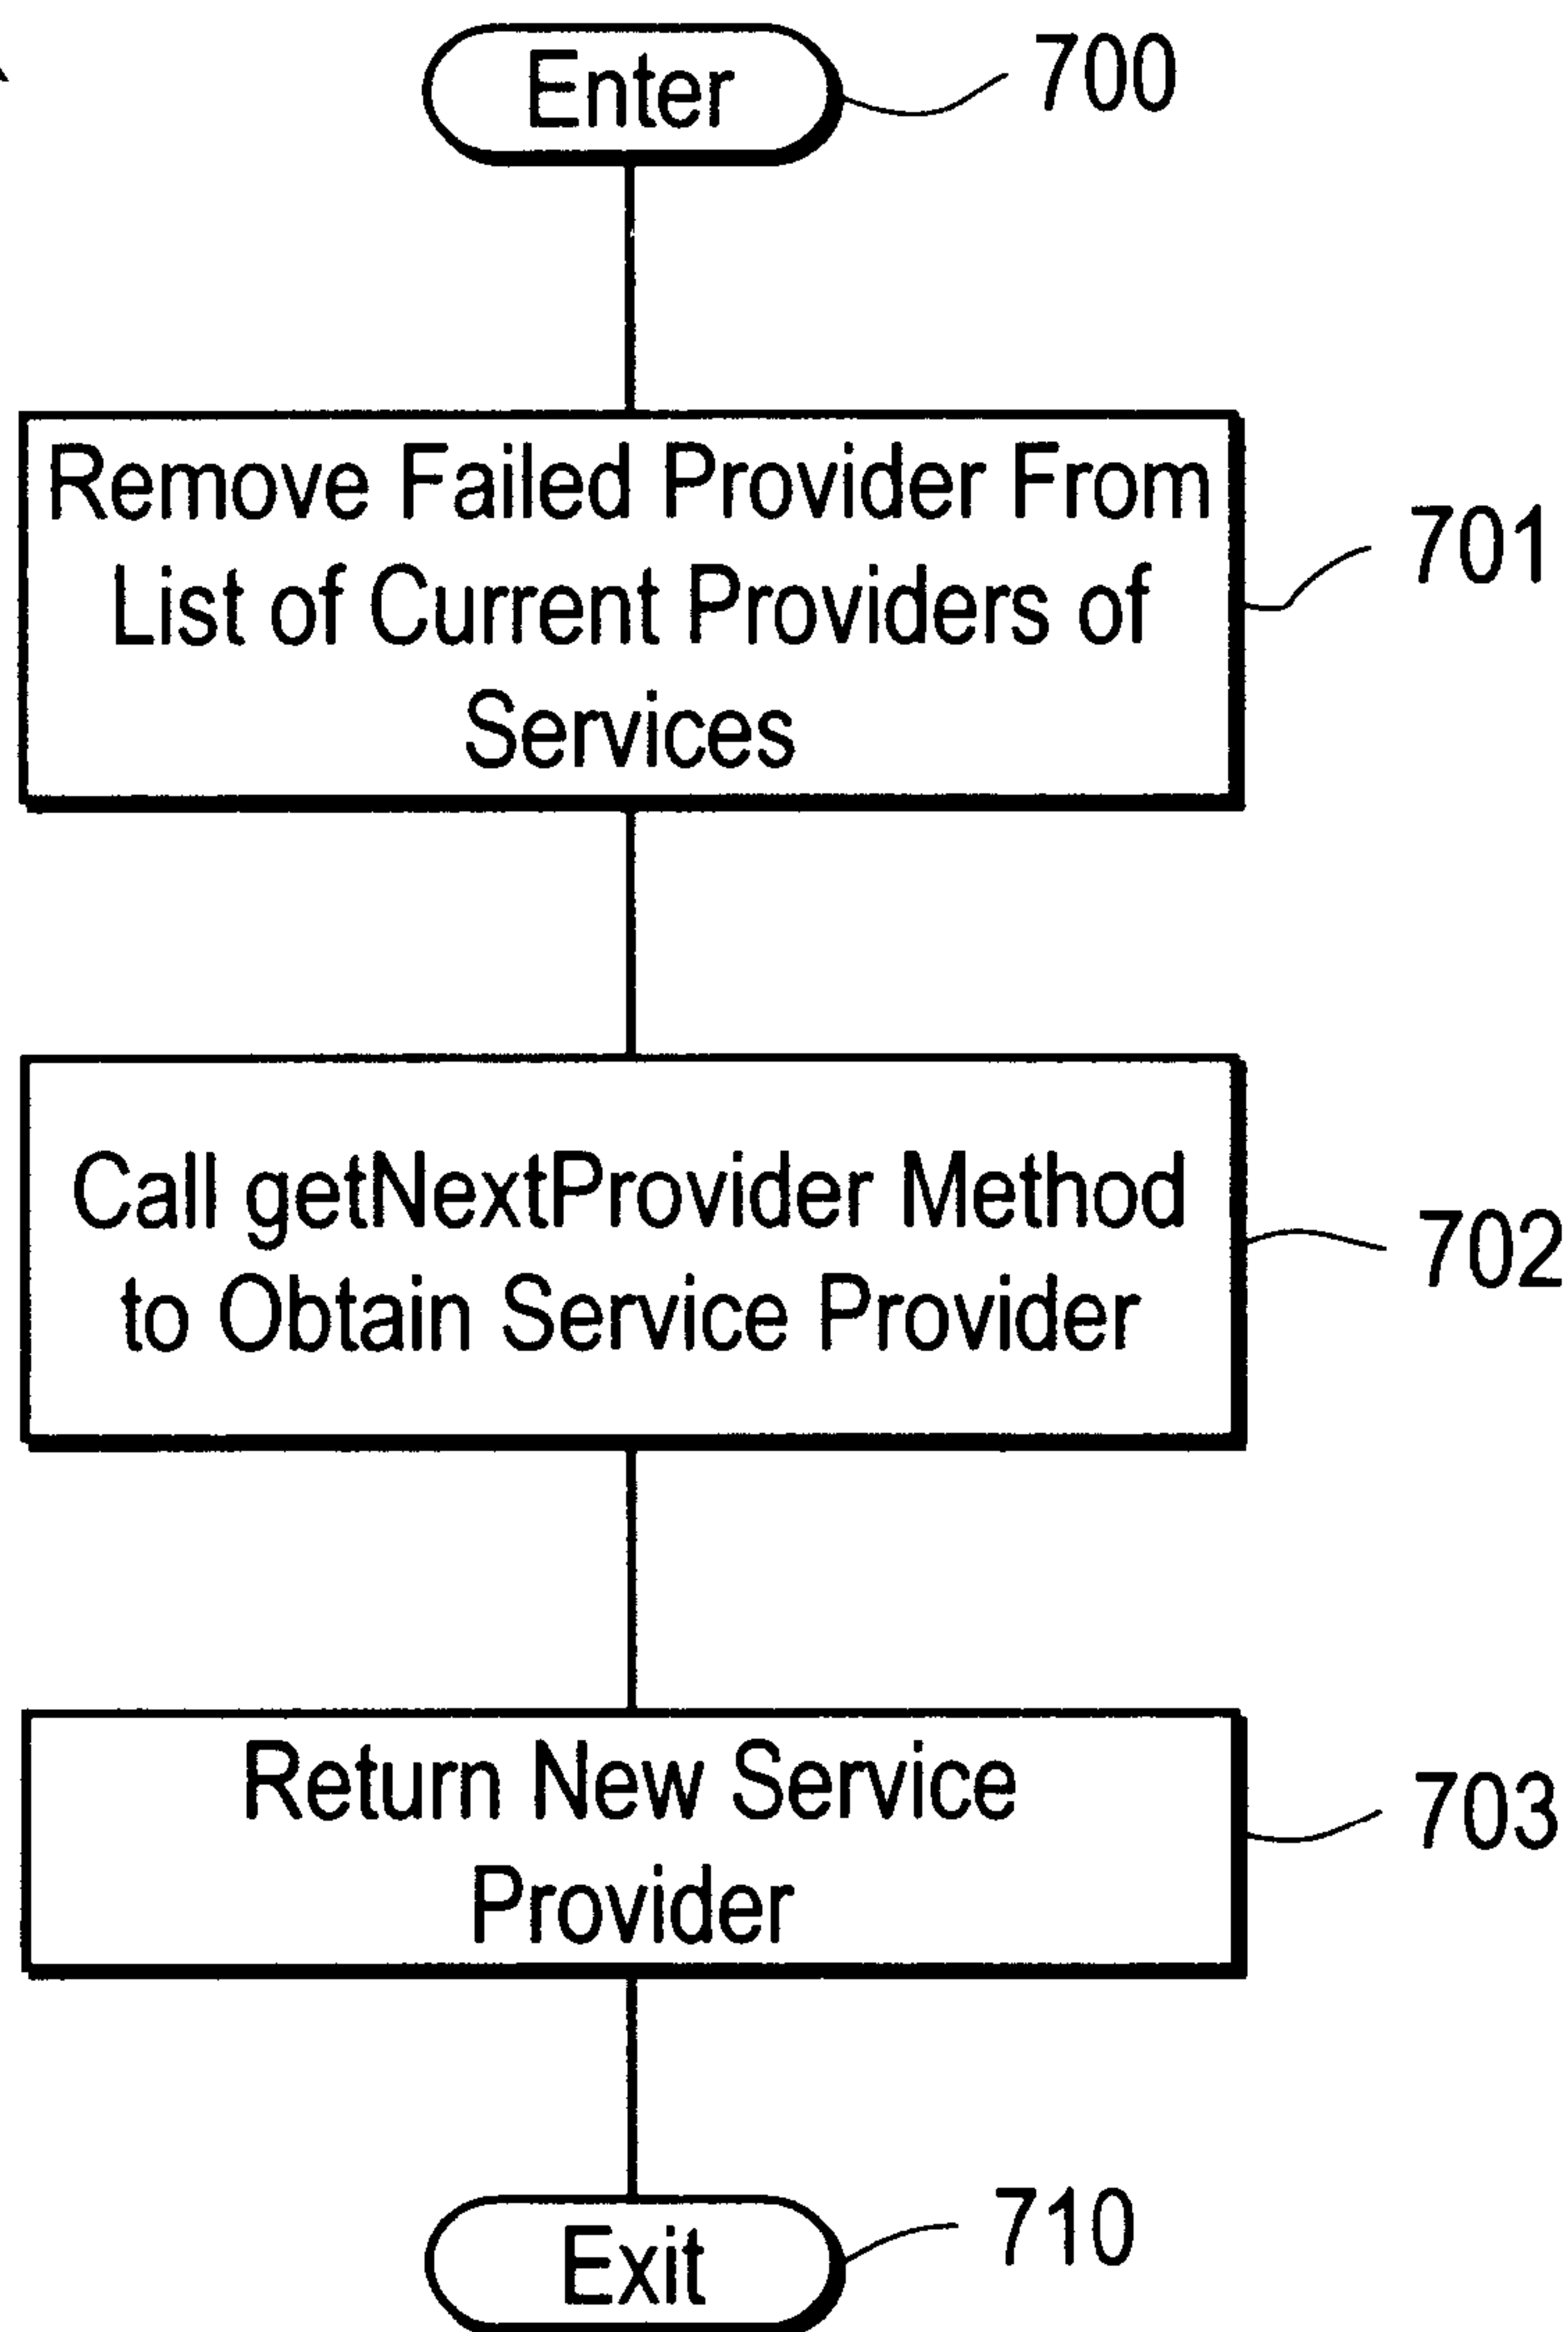 Enter
700
Remove Failed Provider From
List of Current Providers of
Services
701
Call getNextProvider Method
to Obtain Service Provider
702
Return New Service
Provider
703
Exit
710